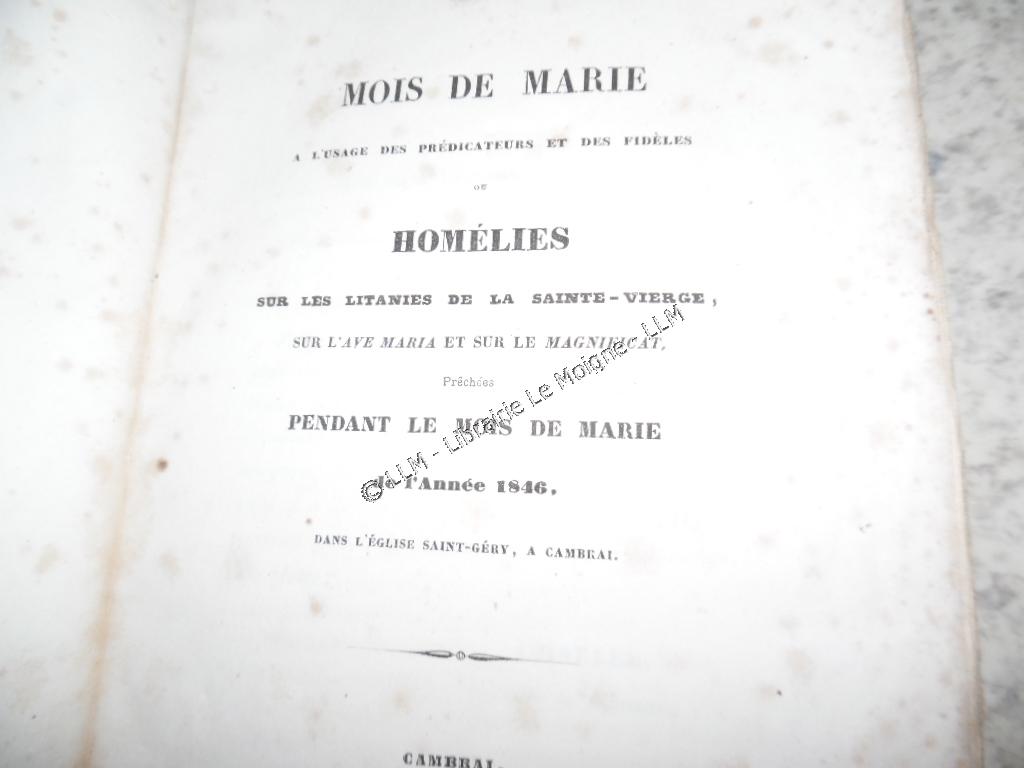 MOIS DE MARIE
A L'USAGE DES PRÉDICATEURS ET DES FIDÈLES
OU
HOMÉLIES
SUR LES LITANIES DE LA SAINTE-VIERGE,
SUR L'AVE MARIA ET SUR LE MAGNIFICAT,
Prêchées
PENDANT LE MOIS DE MARIE
de l'Année 1846,
DANS L'ÉGLISE SAINT-GÉRY, A CAMBRAI.
CAMBRAI,
© LLM - Librairie Le Moigne - LLM